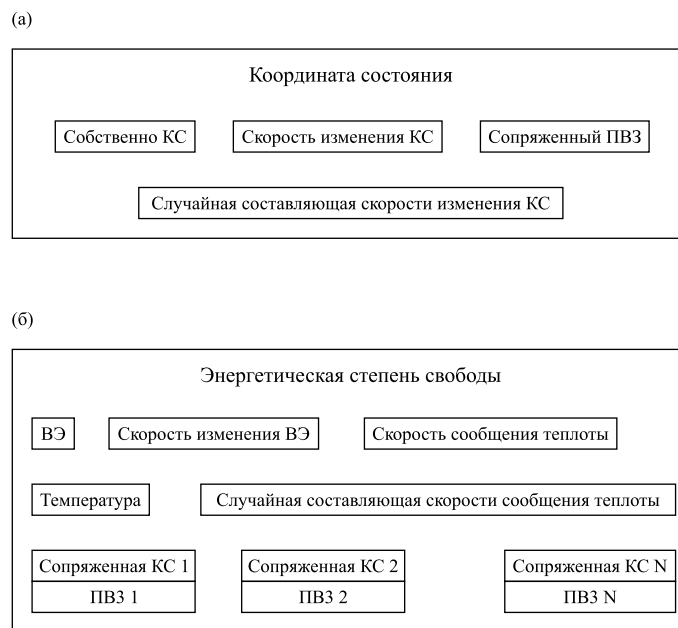 (а)
Координата состояния
Собственно КС Скорость изменения КС Сопряженный ПВЗ
Случайная составляющая скорости изменения КС
(б)
Энергетическая степень свободы
ВЭ Скорость изменения ВЭ Скорость сообщения теплоты
Температура Случайная составляющая скорости сообщения теплоты
Сопряженная КС 1 Сопряженная КС 2 Сопряженная КС N
ПВЗ 1 ПВЗ 2 ПВЗ N